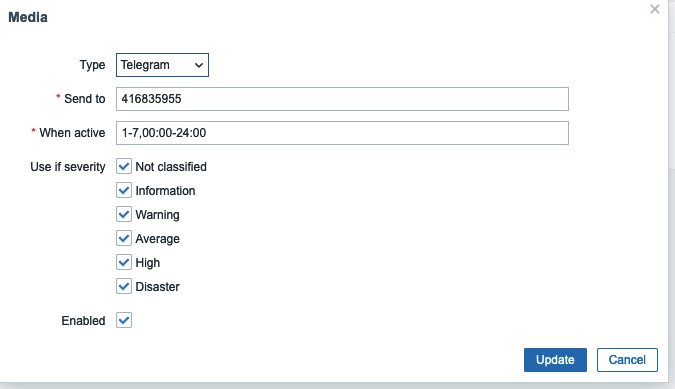 Media
Type Telegram
* Send to 416835955
* When active 1-7,00:00-24:00
Use if severity Not classified
Information
Warning
Average
High
Disaster
Enabled
Update Cancel